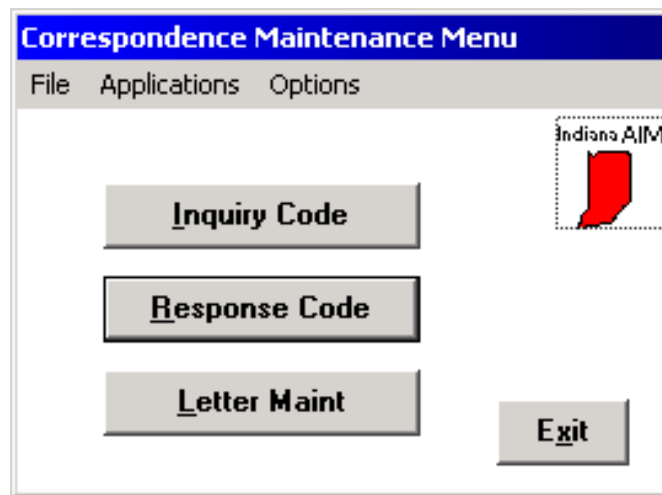 Correspondence Maintenance Menu
File Applications Options
Indiana AIM
Inquiry Code
Response Code
Letter Maint
Exit